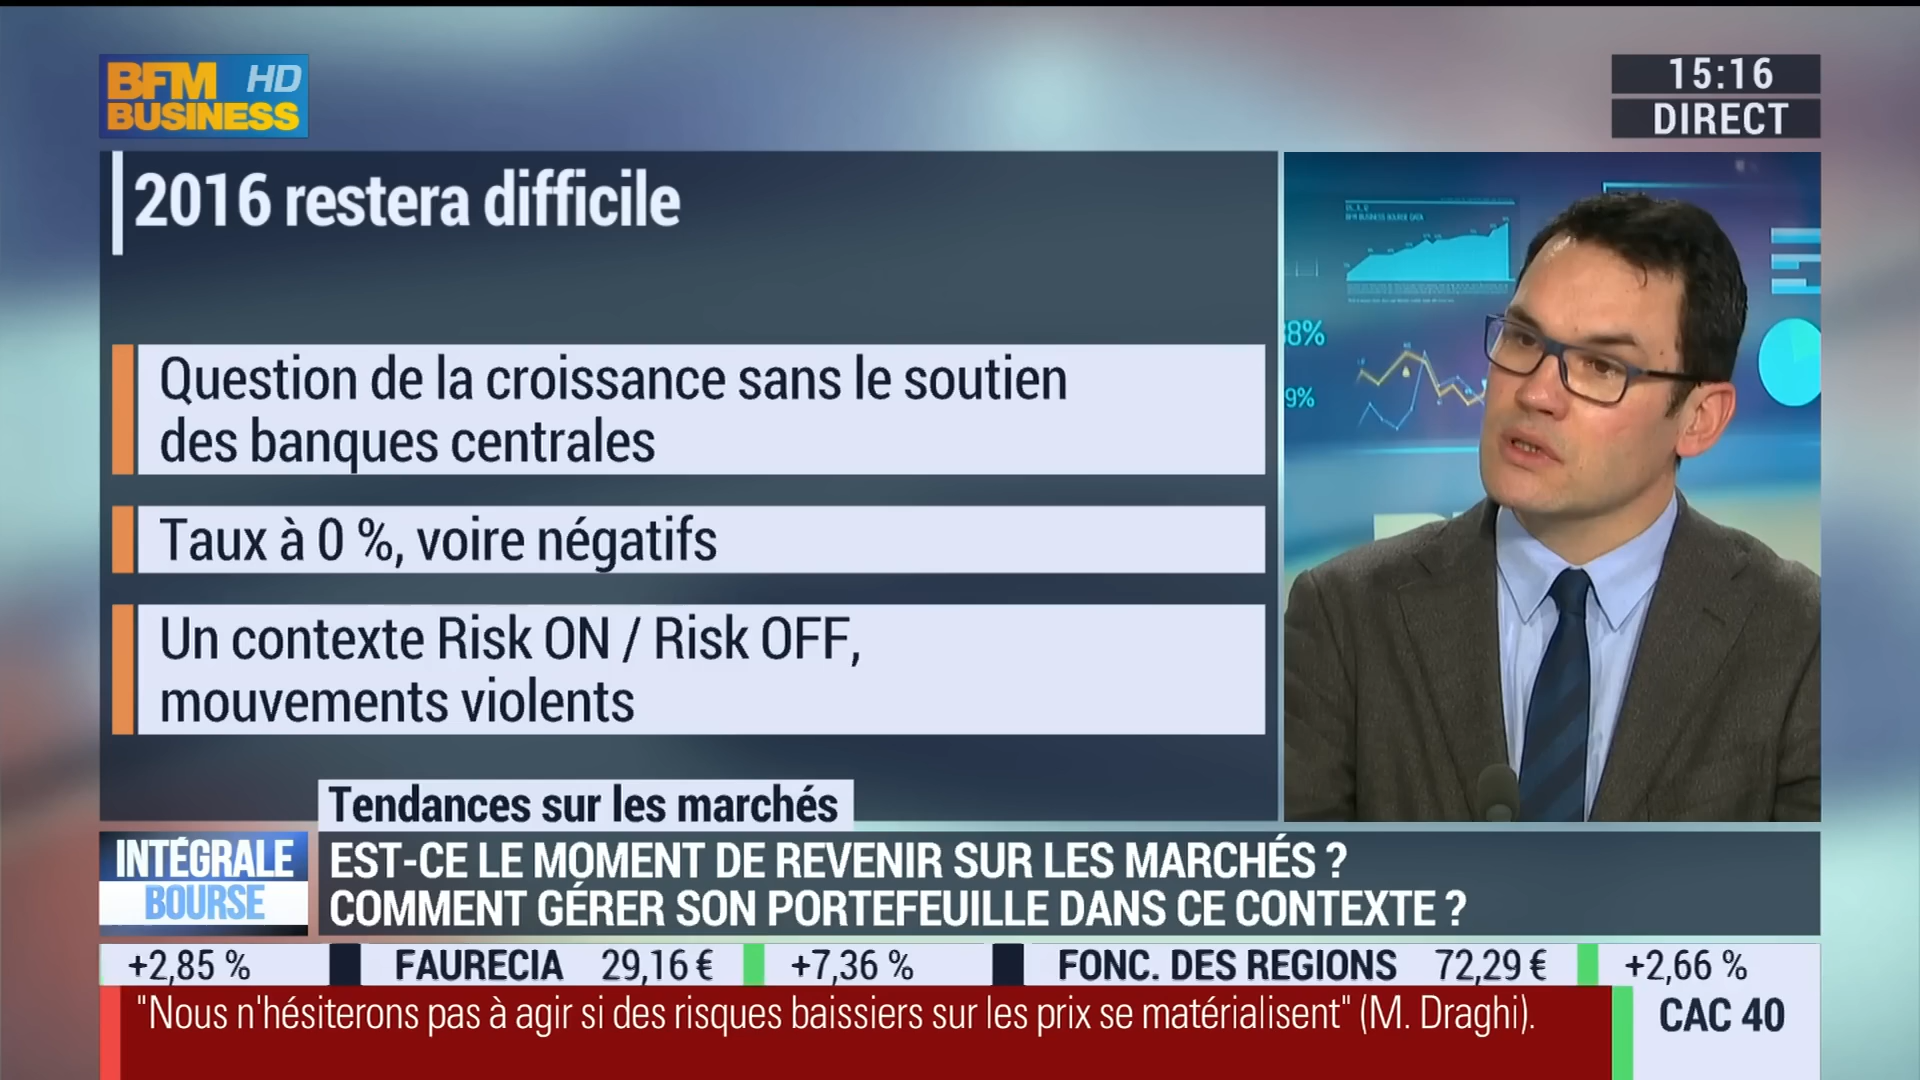 BFM HD
BUSINESS
15:16
DIRECT
2016 restera difficile
Question de la croissance sans le soutien
des banques centrales
Taux à 0 %, voire négatifs
Un contexte Risk ON / Risk OFF,
mouvements violents
38%
9%
Tendances sur les marchés
INTÉGRALE
BOURSE
EST-CE LE MOMENT DE REVENIR SUR LES MARCHÉS ?
COMMENT GÉRER SON PORTEFEUILLE DANS CE CONTEXTE ?
+2,85 % FAURECIA 29,16 € +7,36 % FONC. DES REGIONS 72,29 € +2,66 %
"Nous n'hésiterons pas à agir si des risques baissiers sur les prix se matérialisent" (M. Draghi).
CAC 40